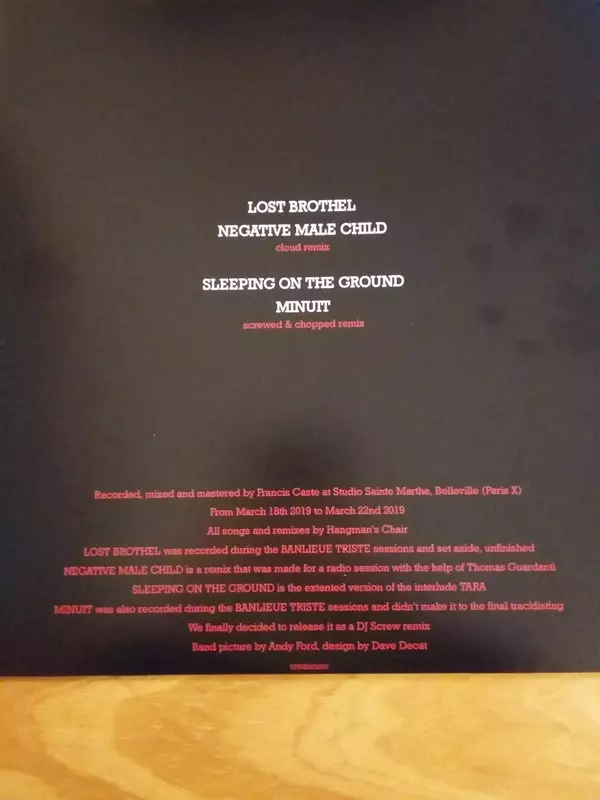 LOST BROTHEL
NEGATIVE MALE CHILD
cloud remix
SLEEPING ON THE GROUND
MINUIT
screwed & chopped remix
Recorded, mixed and mastered by Francis Caste at Studio Sainte Marthe, Belleville (Paris X)
From March 18th 2019 to March 22nd 2019
All songs and remixes by Hangman's Chair
LOST BROTHEL was recorded during the BANLIEUE TRISTE sessions and set aside, unfinished
NEGATIVE MALE CHILD is a remix that was made for a radio session with the help of Thomas Guardanti
SLEEPING ON THE GROUND is the extented version of the interlude TARA
MINUIT was also recorded during the BANLIEUE TRISTE sessions and didn't make it to the final tracklisting
We finally decided to release it as a DJ Screw remix
Band picture by Andy Ford, design by Dave Decat